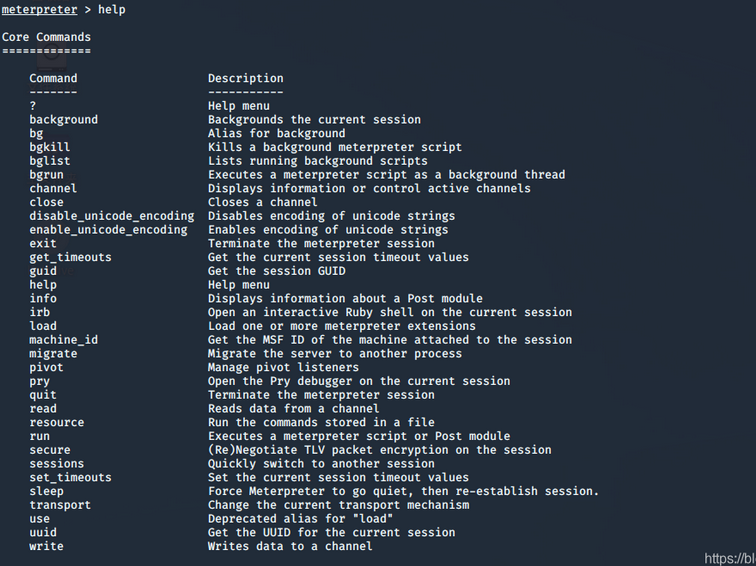 meterpreter > help
Core Commands
=============
Command Description
------- -----------
? Help menu
background Backgrounds the current session
bg Alias for background
bgkill Kills a background meterpreter script
bglist Lists running background scripts
bgrun Executes a meterpreter script as a background thread
channel Displays information or control active channels
close Closes a channel
disable_unicode_encoding Disables encoding of unicode strings
enable_unicode_encoding Enables encoding of unicode strings
exit Terminate the meterpreter session
get_timeouts Get the current session timeout values
guid Get the session GUID
help Help menu
info Displays information about a Post module
irb Open an interactive Ruby shell on the current session
load Load one or more meterpreter extensions
machine_id Get the MSF ID of the machine attached to the session
migrate Migrate the server to another process
pivot Manage pivot listeners
pry Open the Pry debugger on the current session
quit Terminate the meterpreter session
read Reads data from a channel
resource Run the commands stored in a file
run Executes a meterpreter script or Post module
secure (Re)Negotiate TLV packet encryption on the session
sessions Quickly switch to another session
set_timeouts Set the current session timeout values
sleep Force Meterpreter to go quiet, then re-establish session.
transport Change the current transport mechanism
use Deprecated alias for "load"
uuid Get the UUID for the current session
write Writes data to a channel
https://bl